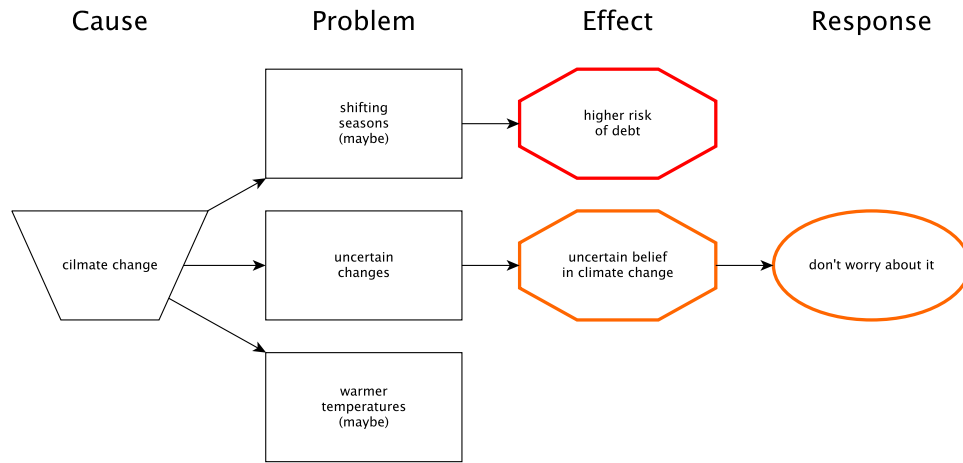 Cause
Problem
Effect
Response
shifting
seasons
(maybe)
higher risk
of debt
cilmate change
uncertain
changes
uncertain belief
in climate change
don't worry about it
warmer
temperatures
(maybe)